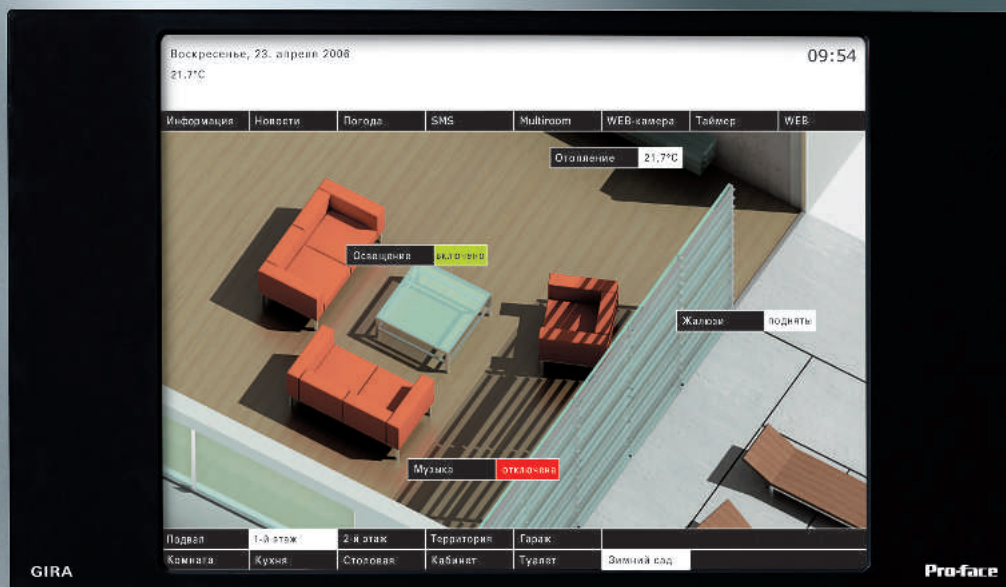 Воскресенье, 23. апреля 2006
09:54
21,7°C
Информация Новости Погода SMS Multiroom WEB-камера Таймер WEB
Отопление 21,7°C
Освещение включено
Жалюзи подняты
Музыка отключена
Подвал 1-й этаж 2-й этаж Территория Гараж
Комната Кухня Столовая Кабинет Туалет Зимний сад
GIRA
Pro-face